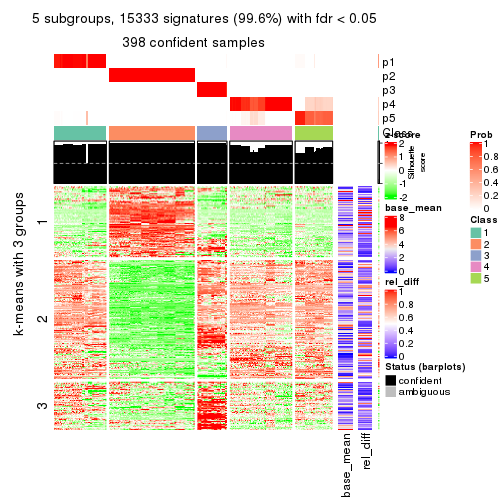 5 subgroups, 15333 signatures (99.6%) with fdr < 0.05
398 confident samples
p1
p2
p3
p4
p5
Class
Silhouette
score
k-means with 3 groups
1
2
3
base_mean
rel_diff
z-score
2
1
0
-1
-2
base_mean
8
6
4
2
0
rel_diff
1
0.8
0.6
0.4
0.2
0
Status (barplots)
confident
ambiguous
Prob
1
0.8
0.6
0.4
0.2
0
Class
1
2
3
4
5